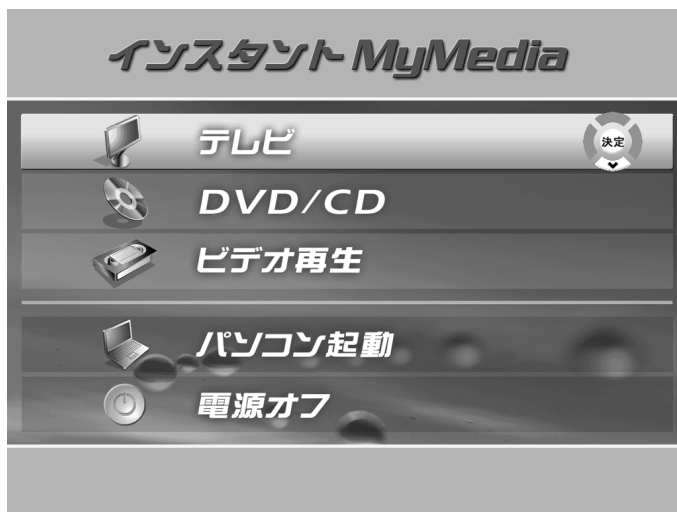 インスタントMyMedia
テレビ
決定
DVD/CD
ビデオ再生
パソコン起動
電源オフ